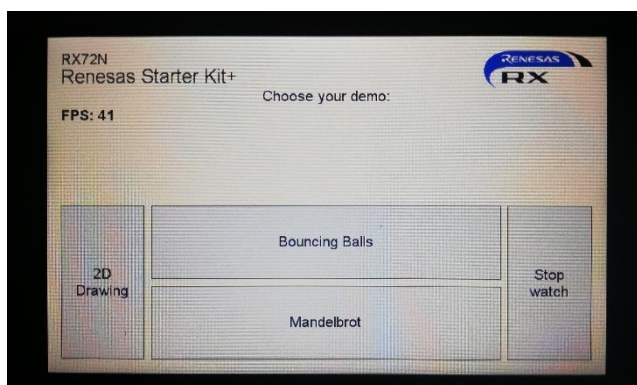 RX72N
Renesas Starter Kit+
RENESAS
RX
Choose your demo:
FPS: 41
Bouncing Balls
2D
Drawing
Stop
watch
Mandelbrot